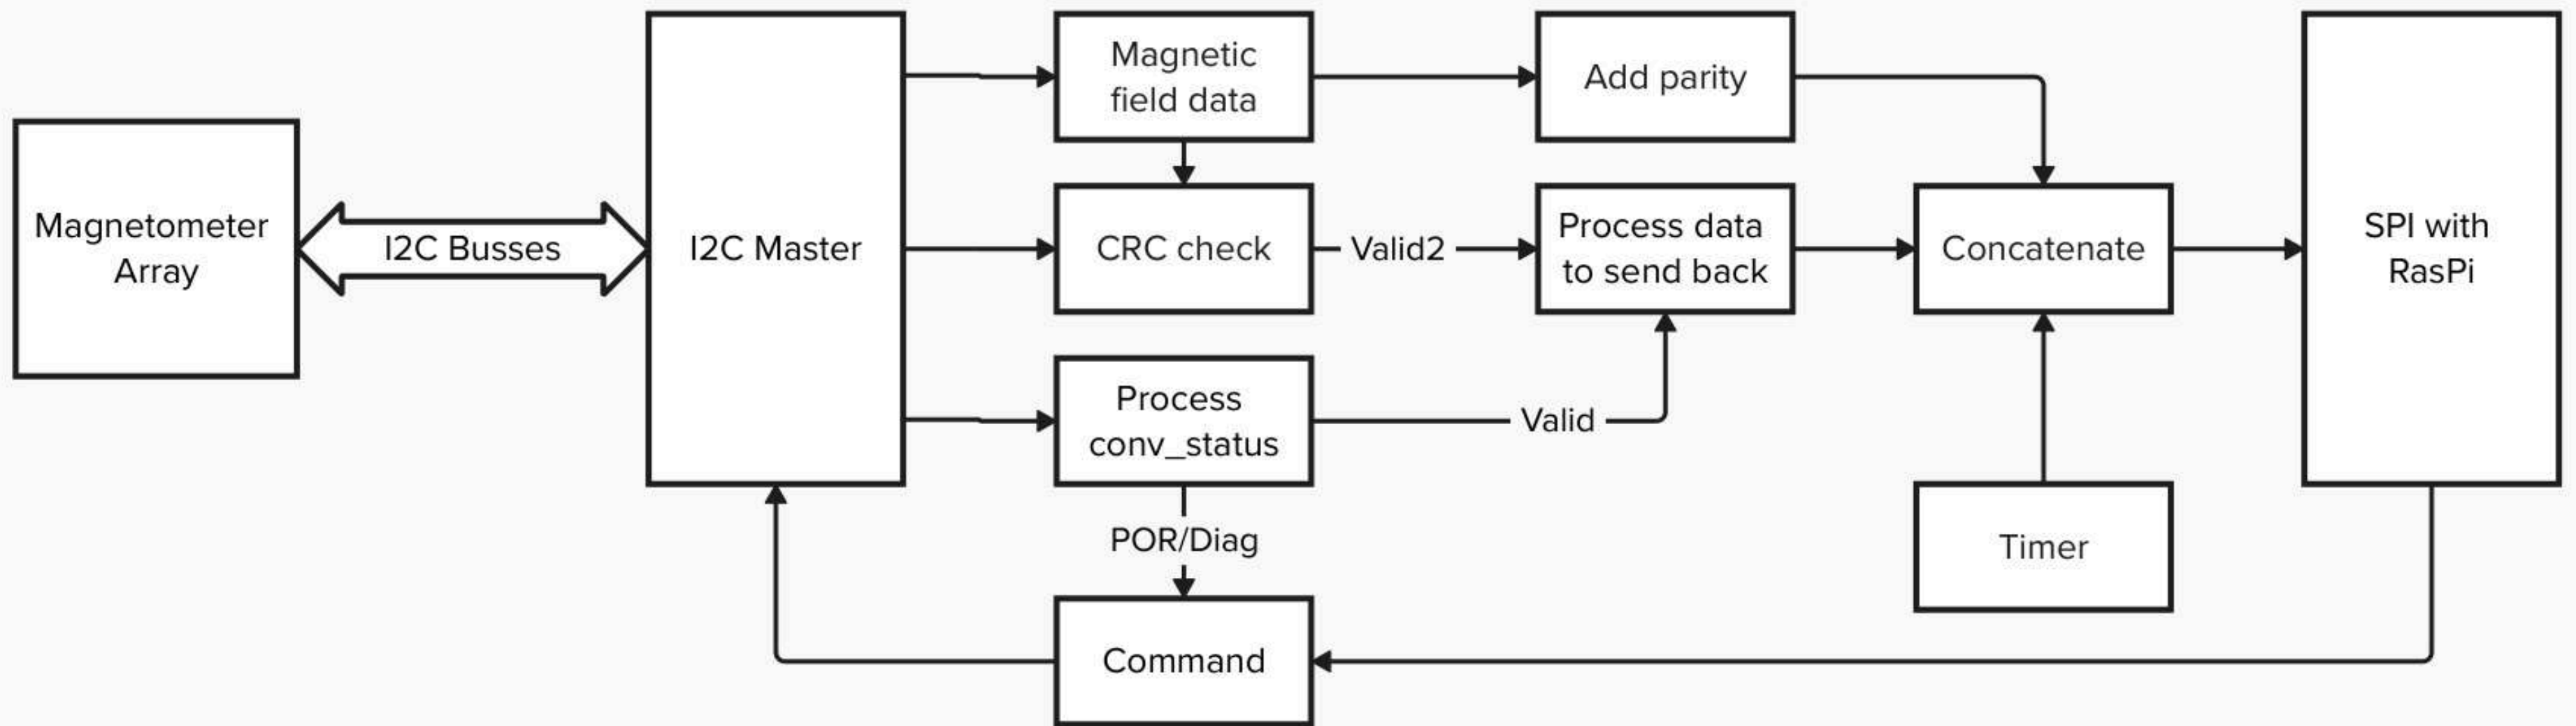 Magnetometer
Array
I2C Busses
I2C Master
Magnetic
field data
Add parity
CRC check
Valid2
Process data
to send back
Concatenate
SPI with
RasPi
Process
conv_status
Valid
POR/Diag
Timer
Command